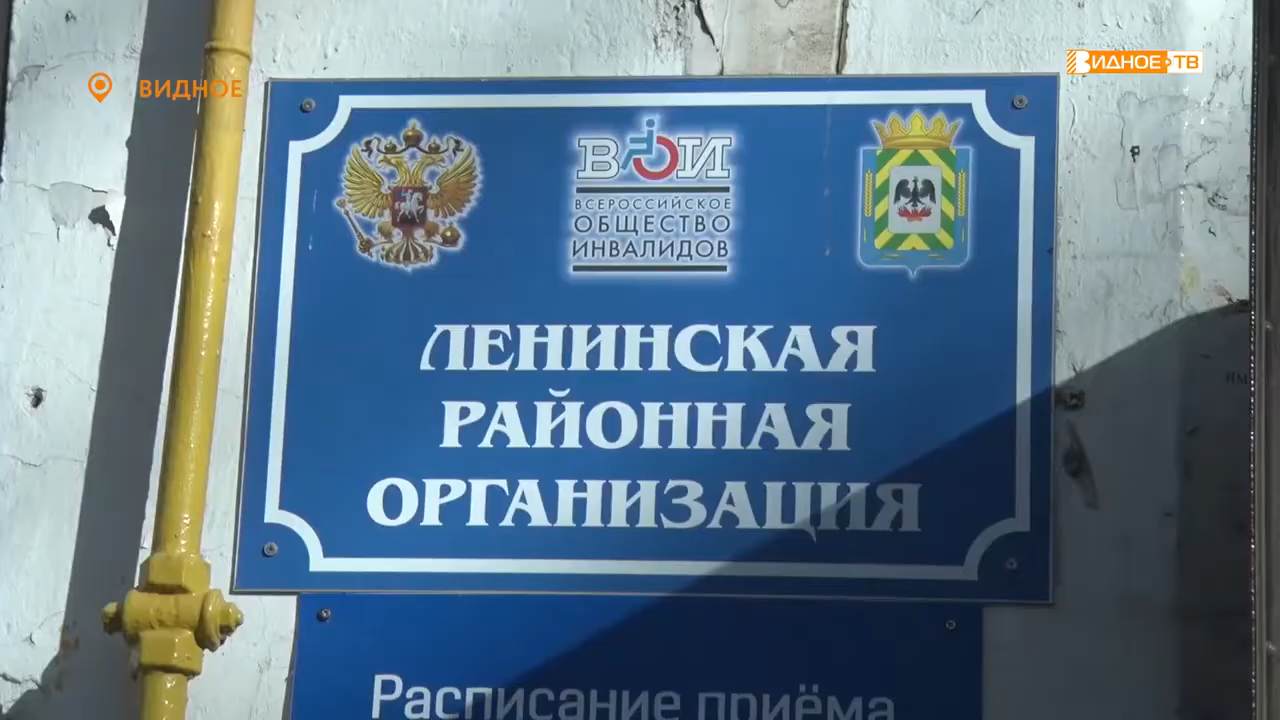 ВИДНОЕ
ВИДНОЕ ТВ
ВОИ
ВСЕРОССИЙСКОЕ
ОБЩЕСТВО
ИНВАЛИДОВ
ЛЕНИНСКАЯ
РАЙОННАЯ
ОРГАНИЗАЦИЯ
Расписание приёма